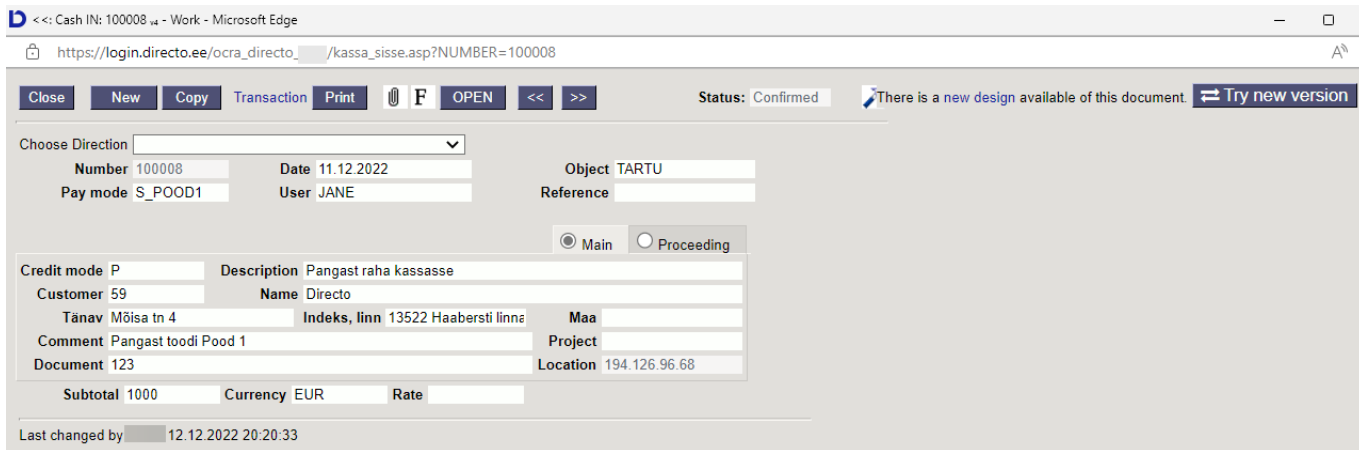 <<: Cash IN: 100008 v4 - Work - Microsoft Edge
https://login.directo.ee/ocra_directo_ /kassa_sisse.asp?NUMBER=100008
Close New Copy Transaction Print F OPEN << >> Status: Confirmed There is a new design available of this document. Try new version
Choose Direction
Number 100008 Date 11.12.2022 Object TARTU
Pay mode S_POOD1 User JANE Reference
Main Proceeding
Credit mode P Description Pangast raha kassasse
Customer 59 Name Directo
Tänav Mõisa tn 4 Indeks, linn 13522 Haabersti linna Maa
Comment Pangast toodi Pood 1 Project
Document 123 Location 194.126.96.68
Subtotal 1000 Currency EUR Rate
Last changed by 12.12.2022 20:20:33